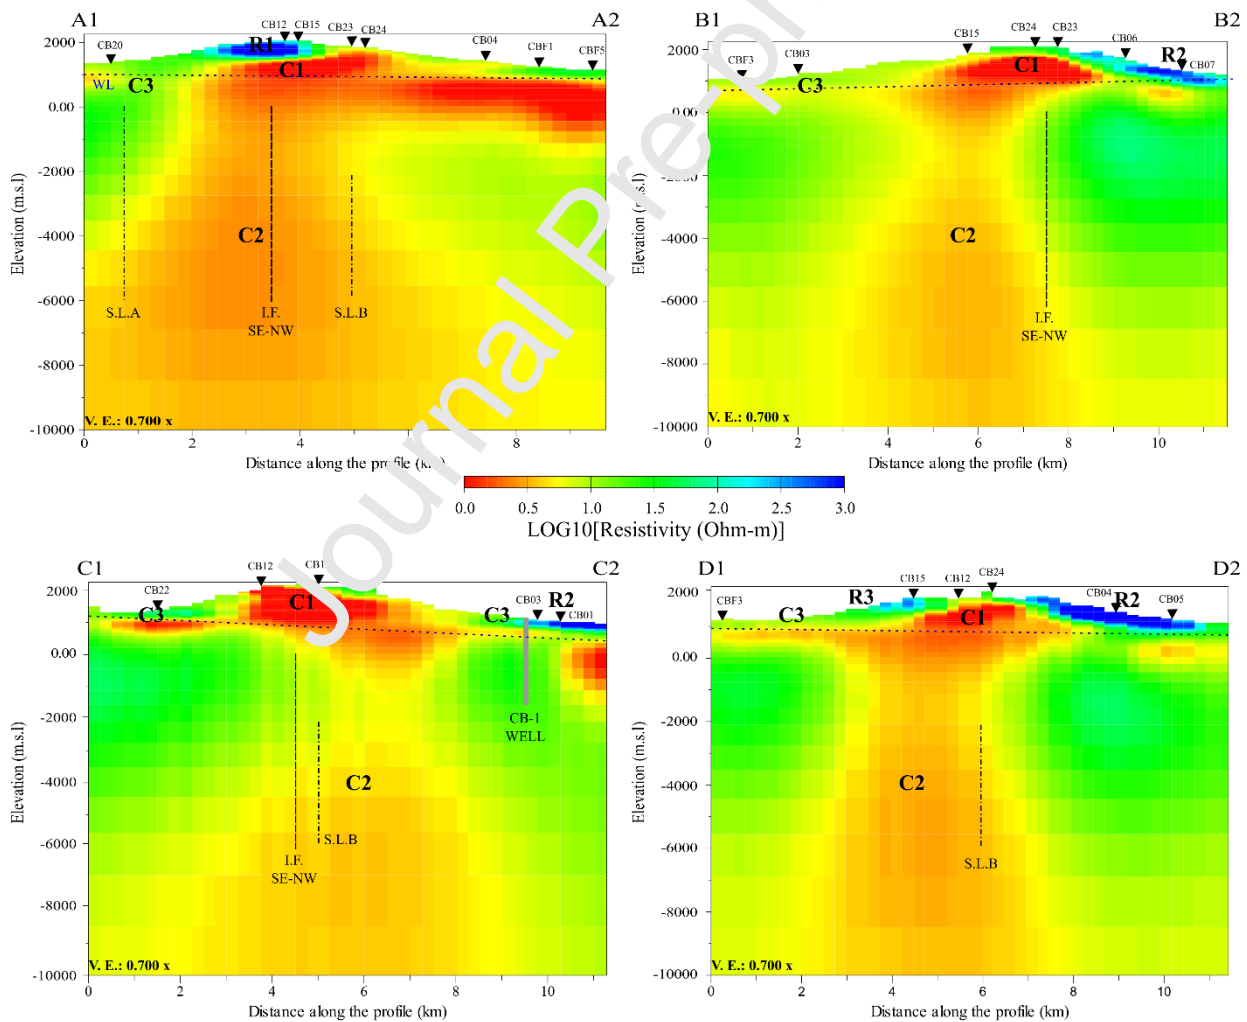 A1 A2
CB12 CB15 CB23 CB24
CB20 CB04 CBF1 CBF5
R1
C1
WL C3
C2
S.L.A I.F. S.L.B
SE-NW
V. E.: 0.700 x
2000
0.00
-2000
-4000
-6000
-8000
-10000
Elevation (m.s.l)
0 2 4 8
Distance along the profile (k
B1 B2
CB15 CB24 CB23 CB06
CBF3 CB03 R2 CB07
C1
C3
C2
I.F.
SE-NW
V. E.: 0.700 x
2000
0.00
-2000
-4000
-6000
-8000
-10000
0 2 4 6 8 10
Distance along the profile (km)
0.0 0.5 1.0 1.5 2.0 2.5 3.0
LOG10[Resistivity (Ohm-m)]
C1 C2
CB12 CB1
CB22 CB03 R2 CB01
C3 C1 C3
CB-1
WELL
C2
S.L.B
I.F.
SE-NW
V. E.: 0.700 x
2000
0.00
-2000
-4000
-6000
-8000
-10000
Elevation (m.s.l)
0 2 4 6 8 10
Distance along the profile (km)
D1 D2
CB15 CB12 CB24
CBF3 CB04 R2 CB05
C3 R3 C1
C2
S.L.B
V. E.: 0.700 x
2000
0.00
-2000
-4000
-6000
-8000
-10000
Elevation (m.s.l)
0 2 4 6 8 10
Distance along the profile (km)
Journal Pre-p